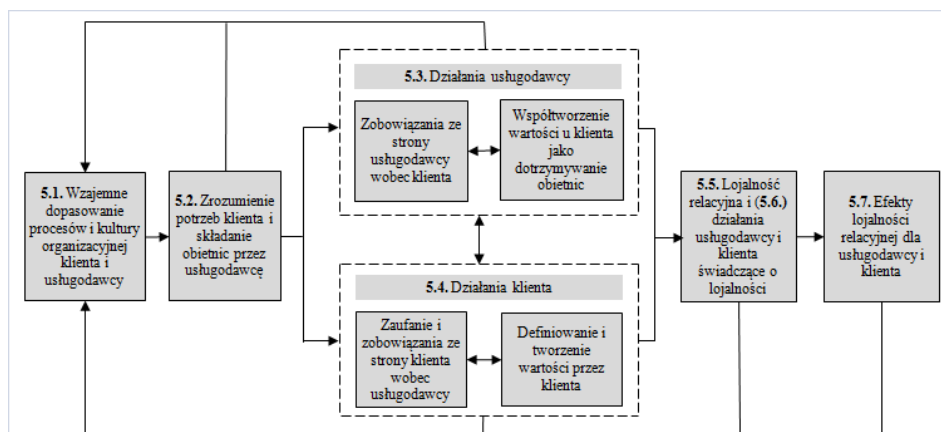 5.3. Działania usługodawcy
Zobowiązania ze
strony
usługodawcy
wobec klienta
Współtworzenie
wartości u klienta
jako
dotrzymywanie
obietnic
5.1. Wzajemne
dopasowanie
procesów i kultury
organizacyjnej
klienta i
usługodawcy
5.2. Zrozumienie
potrzeb klienta i
składanie
obietnic przez
usługodawcę
5.4. Działania klienta
Zaufanie i
zobowiązania ze
strony klienta
wobec
usługodawcy
Definiowanie i
tworzenie
wartości przez
klienta
5.5. Lojalność
relacyjna i (5.6.)
działania
usługodawcy i
klienta
świadczące o
lojalności
5.7. Efekty
lojalności
relacyjnej dla
usługodawcy i
klienta